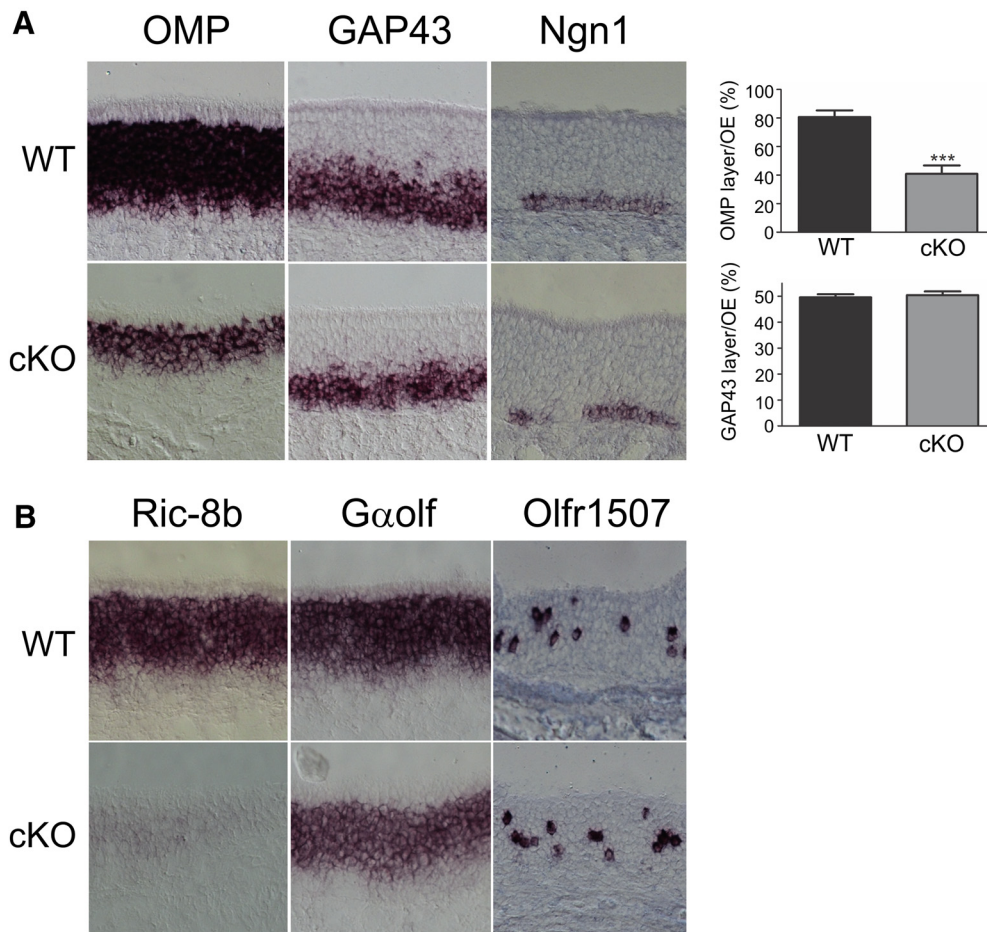 A
OMP GAP43 Ngn1
WT
cKO
OMP layer/OE (%)
100
80
60
40
20
0
***
WT cKO
GAP43 layer/OE (%)
50
40
30
20
10
0
WT cKO
B
Ric-8b Gαolf Olfr1507
WT
cKO